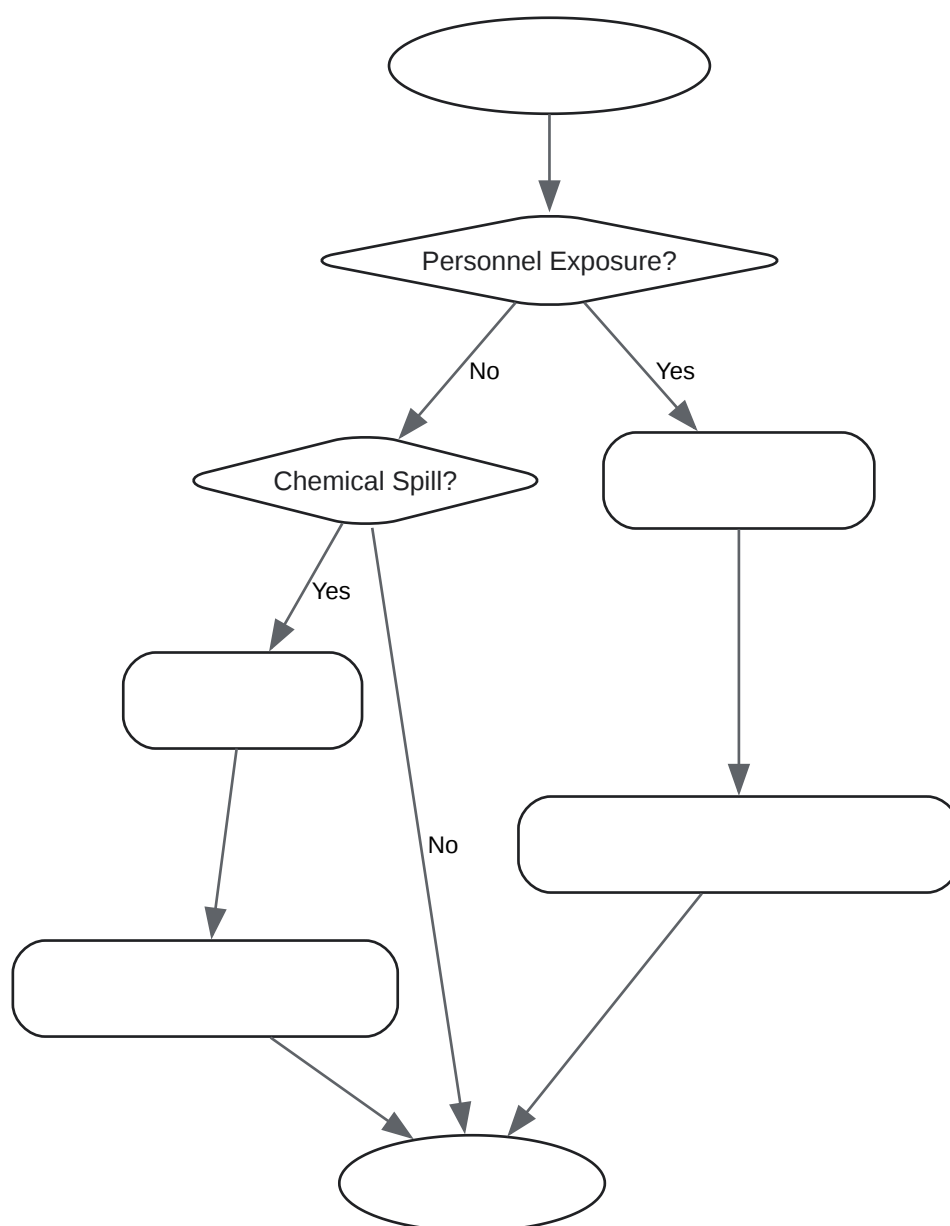 Personnel Exposure?
No
Yes
Chemical Spill?
Yes
No